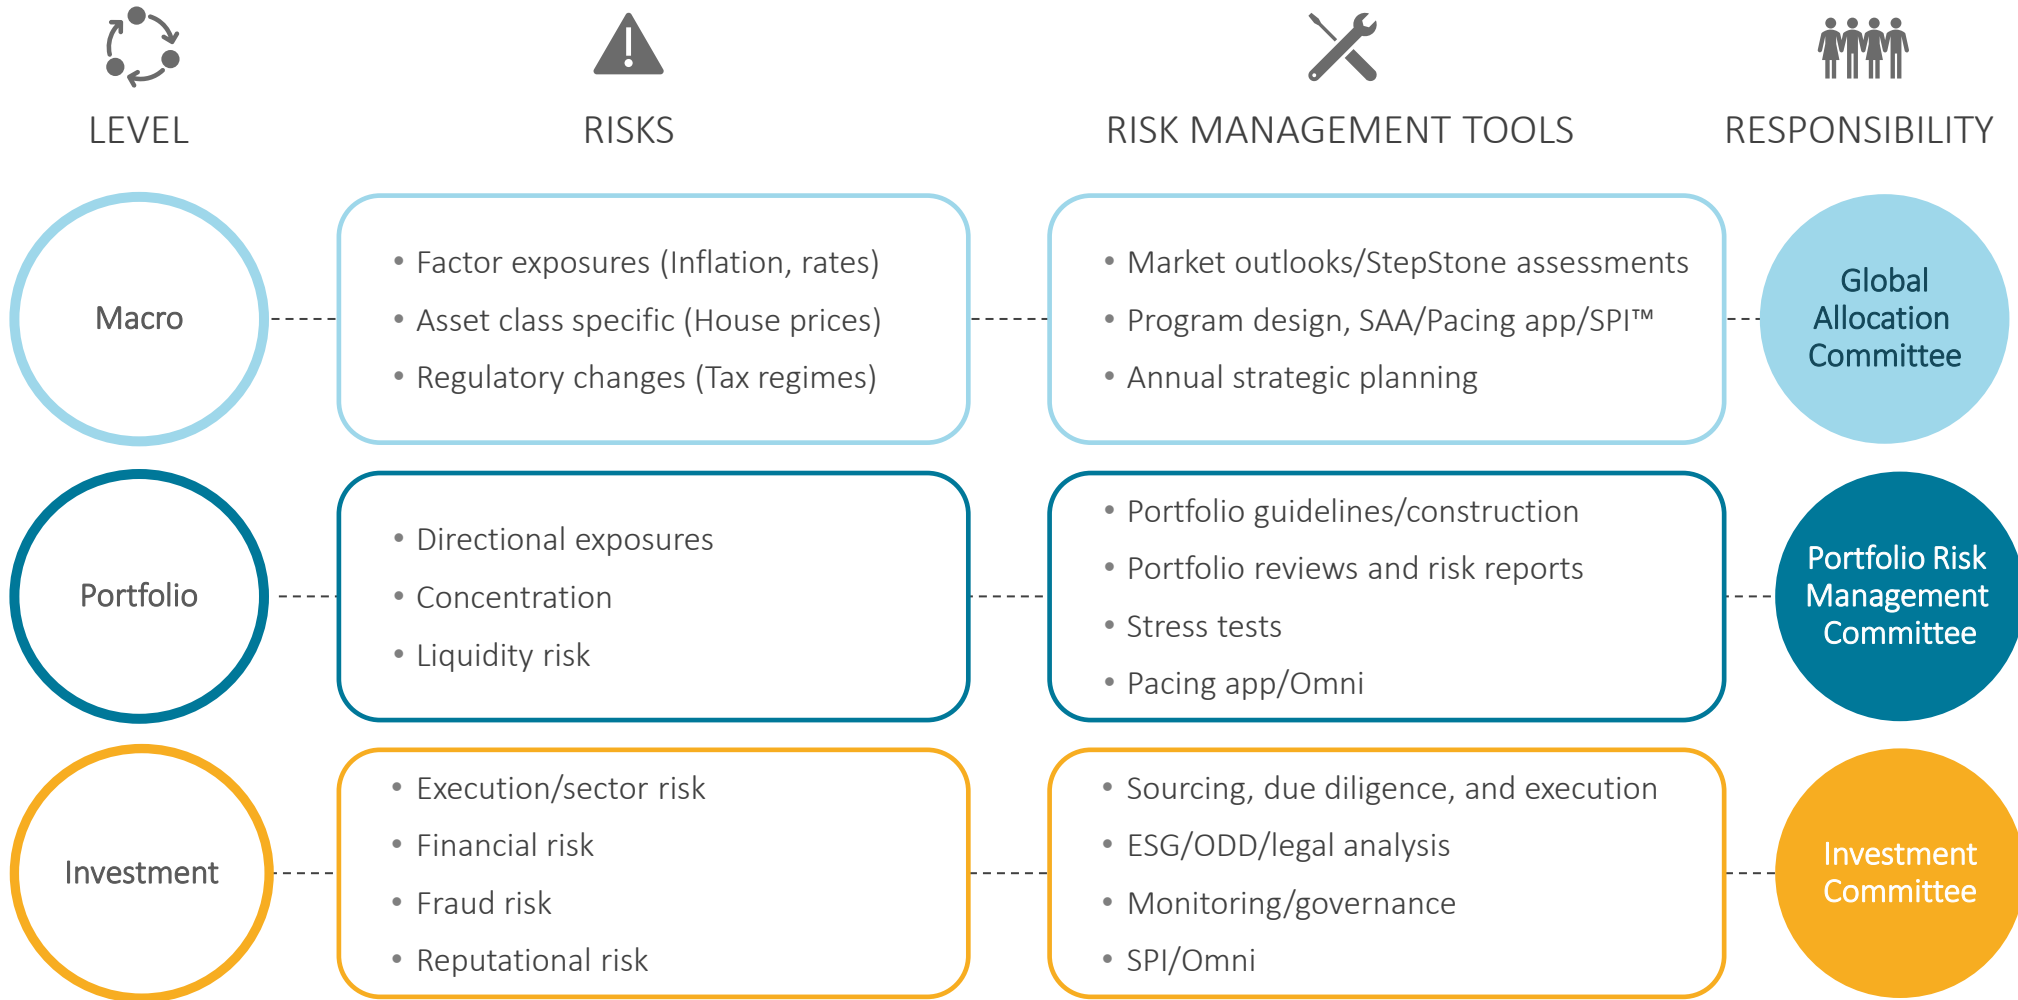 LEVEL
RISKS
RISK MANAGEMENT TOOLS
RESPONSIBILITY
Macro
• Factor exposures (Inflation, rates)
• Asset class specific (House prices)
• Regulatory changes (Tax regimes)
• Market outlooks/StepStone assessments
• Program design, SAA/Pacing app/SPI™
• Annual strategic planning
Global
Allocation
Committee
Portfolio
• Directional exposures
• Concentration
• Liquidity risk
• Portfolio guidelines/construction
• Portfolio reviews and risk reports
• Stress tests
• Pacing app/Omni
Portfolio Risk
Management
Committee
Investment
• Execution/sector risk
• Financial risk
• Fraud risk
• Reputational risk
• Sourcing, due diligence, and execution
• ESG/ODD/legal analysis
• Monitoring/governance
• SPI/Omni
Investment
Committee